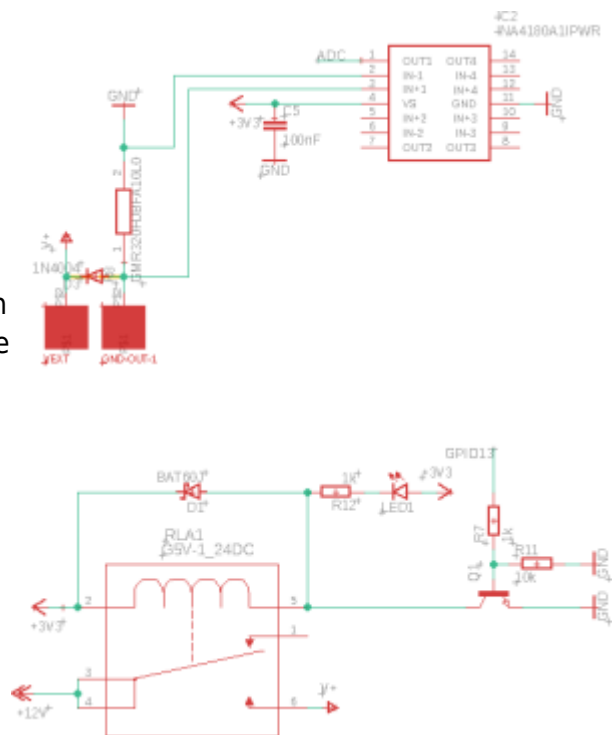 IC2
INA4180A1IPWR
ADC
1 OUT1 OUT4 14
2 IN-1 IN-4 13
3 IN+1 IN+4 12
4 VS GND 11
5 IN+2 IN+3 10
6 IN-2 IN-3 9
7 OUT2 OUT3 8
GND
+3V3
C5
100nF
GND
GND
2
1
V+
1N4004
D3
VEXT
GND-OUT-1
n
e
BAT60J
D1
1k
R12
LED1
+3V3
GPIO13
R7
1k
R11
10k
GND
GND
Q1
RLA1
G5V-1_24DC
2
5
+3V3
1
3
4
+12V
6
V+